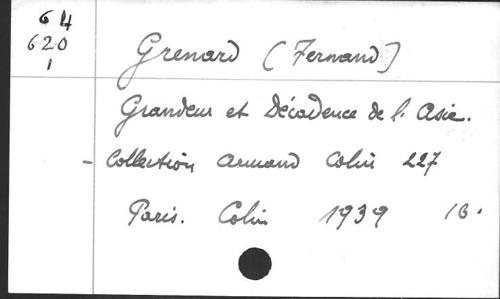 64
620
1
Grenard (Fernand)
Grandeur et Décadence de l'Asie.
- Collection Armand Colin 227
Paris. Colin 1939 16.